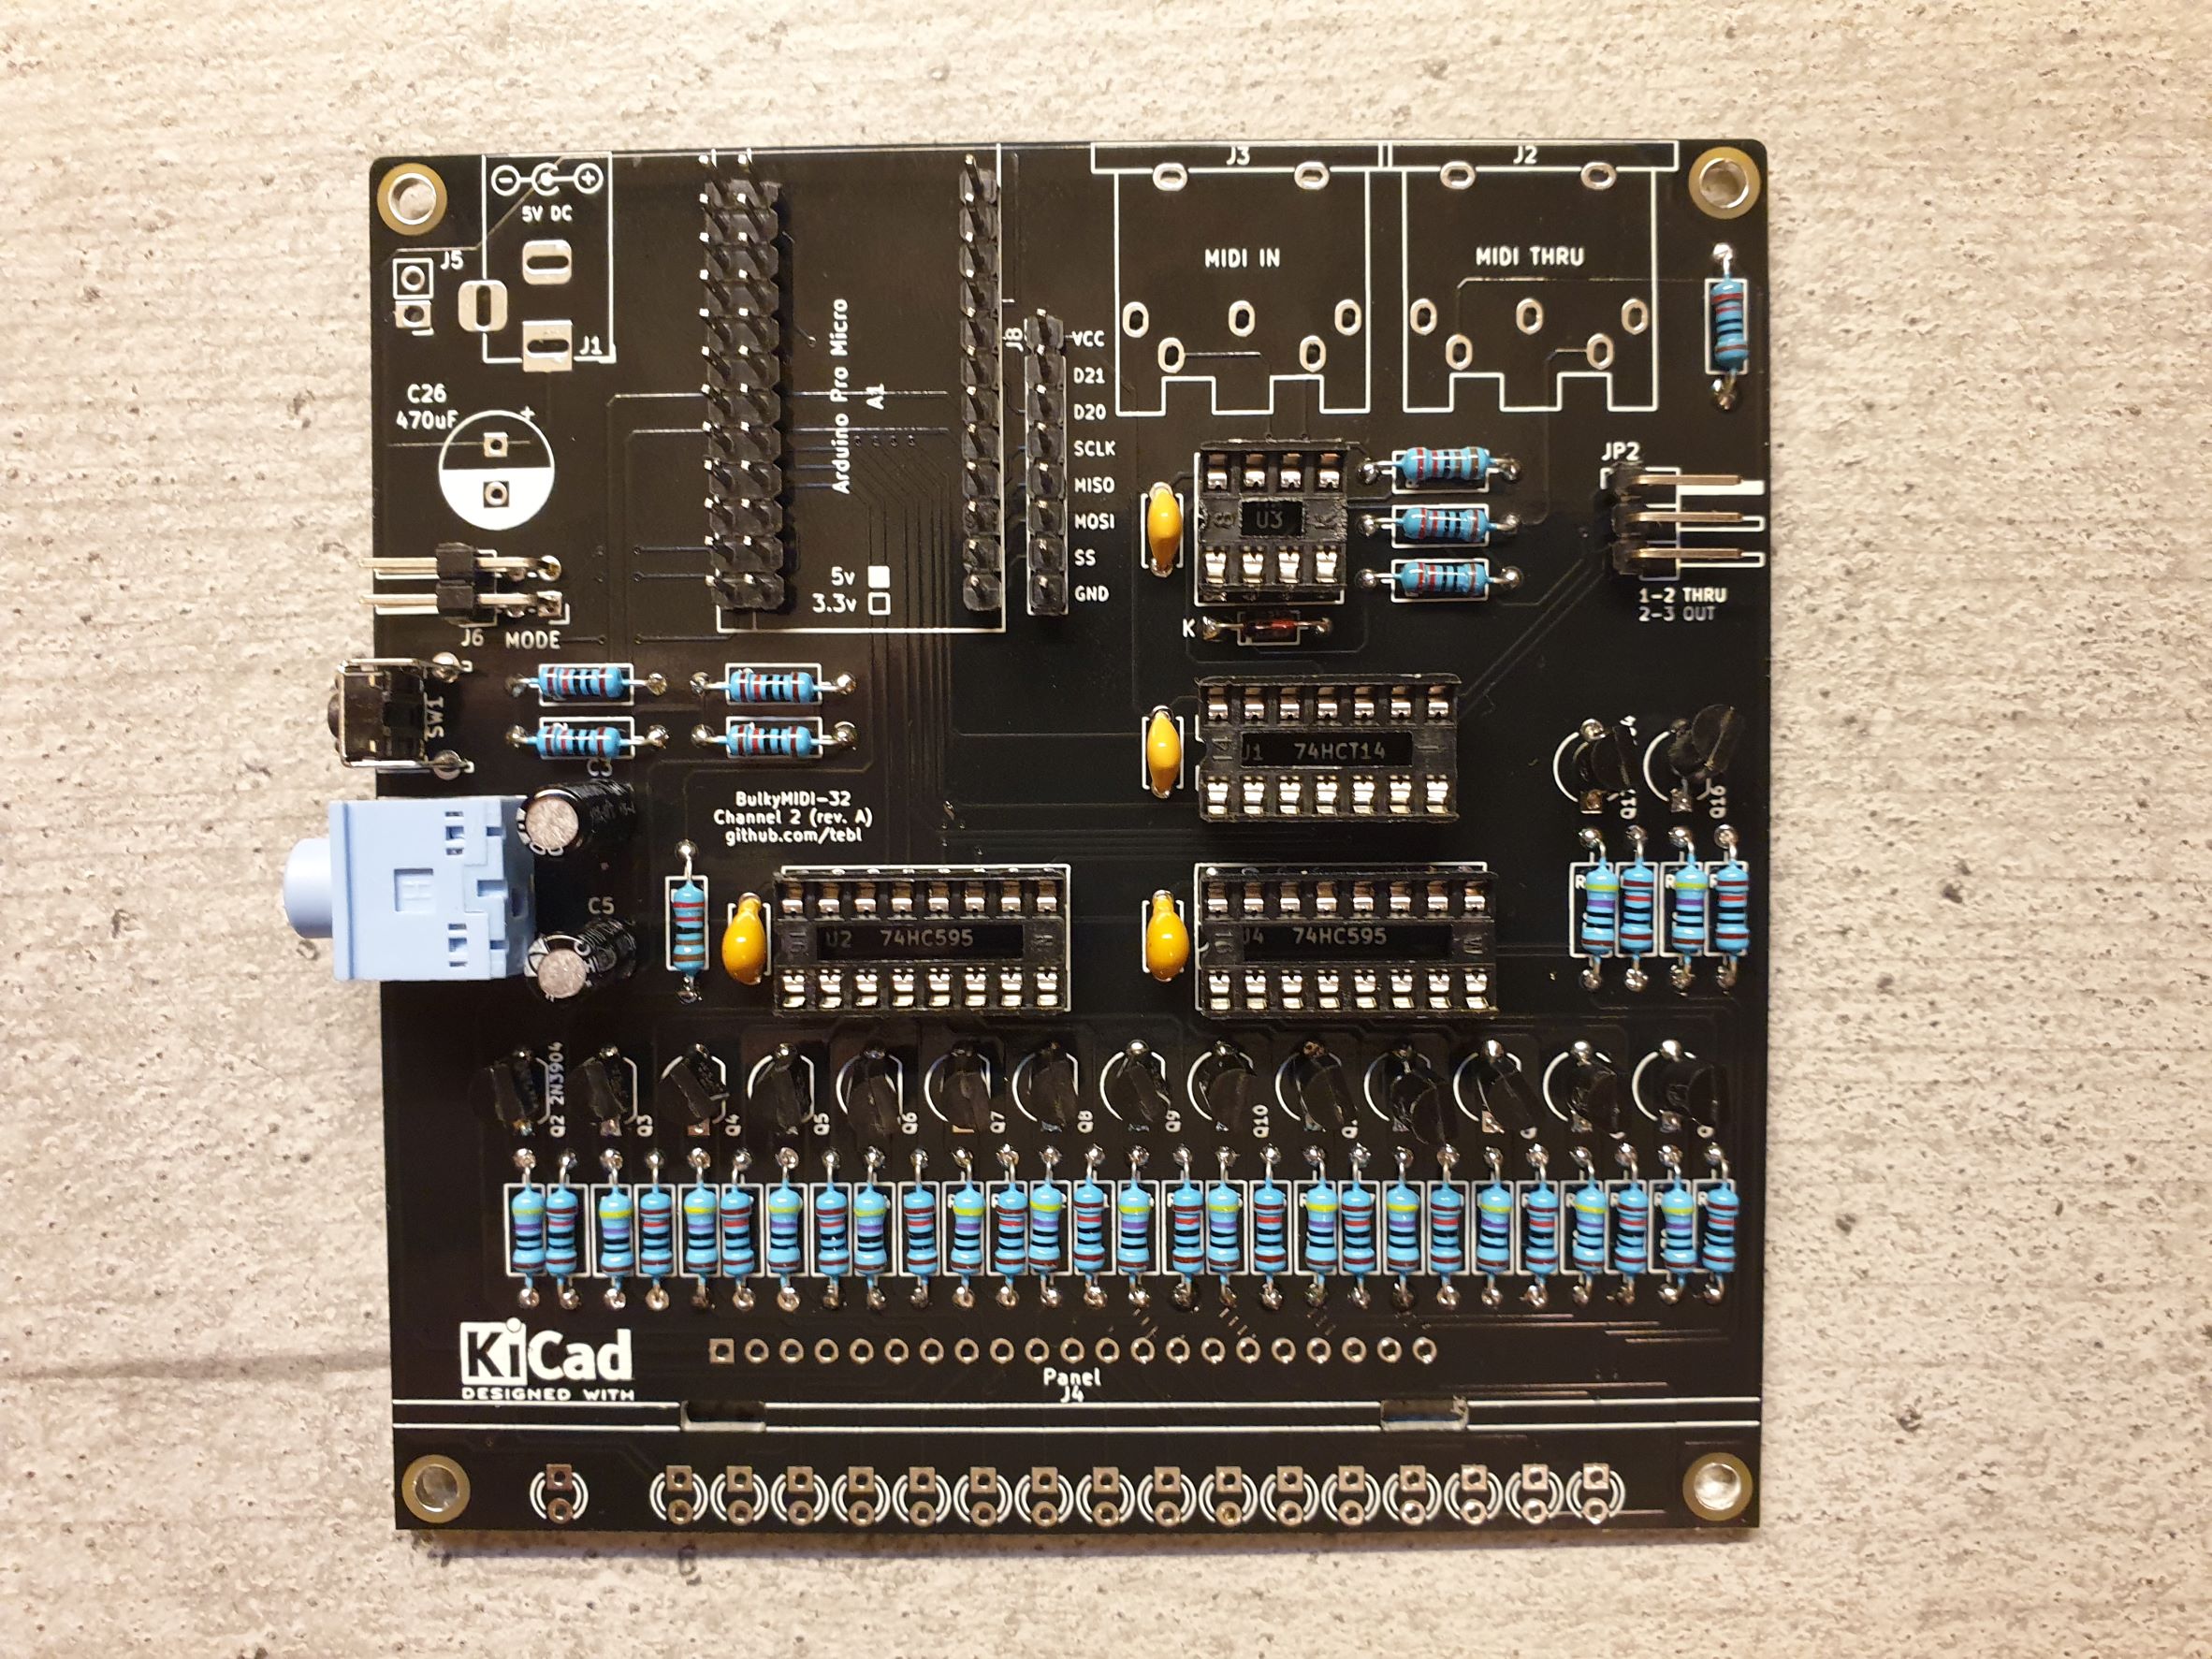 J3
J2
5V DC
J5
J1
MIDI IN
MIDI THRU
Arduino Pro Micro
A1
J8
VCC
D21
D20
SCLK
MISO
MOSI
SS
GND
C26
470uF
+
5v
3.3v
U3
K
JP2
1-2 THRU
2-3 OUT
J6
MODE
SW1
74HCT14
Q16
BulkyMIDI-32
Channel 2 (rev. A)
github.com/tebl
C5
U2 74HC595
74HC595
Q2 2N3904
Q3
Q4
Q5
Q6
Q7
Q8
Q9
Q10
KiCad
DESIGNED WITH
Panel
J4